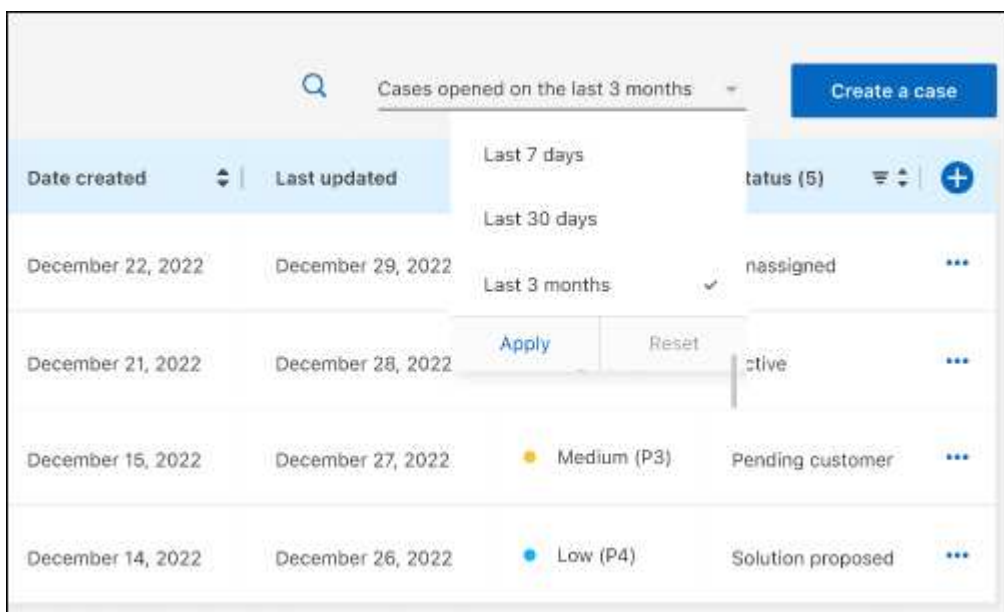 Cases opened on the last 3 months
Create a case
Last 7 days
Last 30 days
Last 3 months
Apply Reset
Date created Last updated tatus (5)
December 22, 2022 December 29, 2022 nassigned
December 21, 2022 December 28, 2022 ctive
December 15, 2022 December 27, 2022 Medium (P3) Pending customer
December 14, 2022 December 26, 2022 Low (P4) Solution proposed